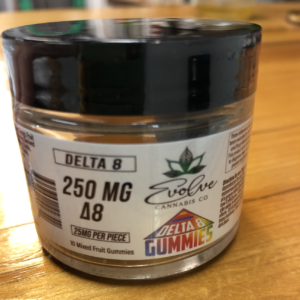 DELTA 8
250 MG
Δ8
25MG PER PIECE
10 Mixed Fruit Gummies
Evolve
CANNABIS CO
DELTA 8
GUMMIES